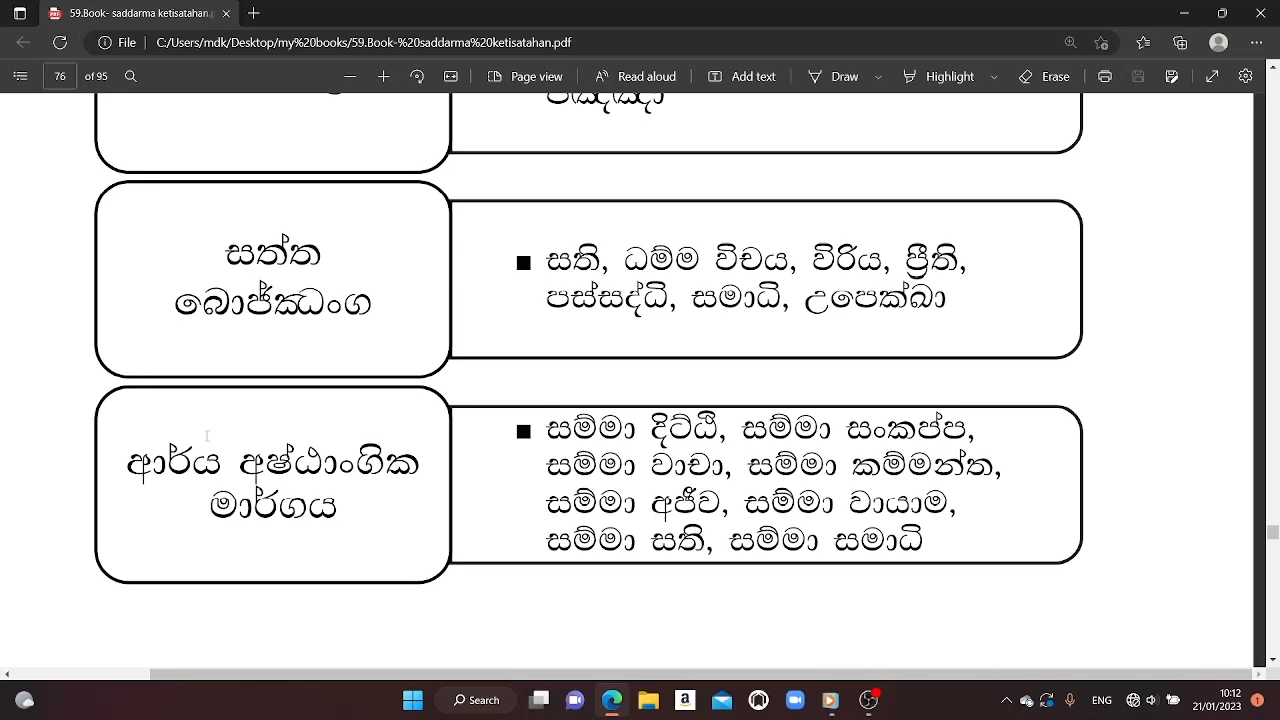 59.Book- saddarma ketisatahan.p
File
C:/Users/mdk/Desktop/my%20books/59.Book-%20saddarma%20ketisatahan.pdf
76 of 95 Page view Read aloud Add text Draw Highlight Erase
පඤ්ඤා
සත්ත
බොජ්ඣංග
■ සති, ධම්ම විචය, විරිය, ප්‍රීති,
පස්සද්ධි, සමාධි, උපෙක්ඛා
ආර්ය අෂ්ඨාංගික
මාර්ගය
■ සම්මා දිට්ඨි, සම්මා සංකප්ප,
සම්මා වාචා, සම්මා කම්මන්ත,
සම්මා අජීව, සම්මා වායාම,
සම්මා සති, සම්මා සමාධි
Search
ENG
10:12
21/01/2023
1